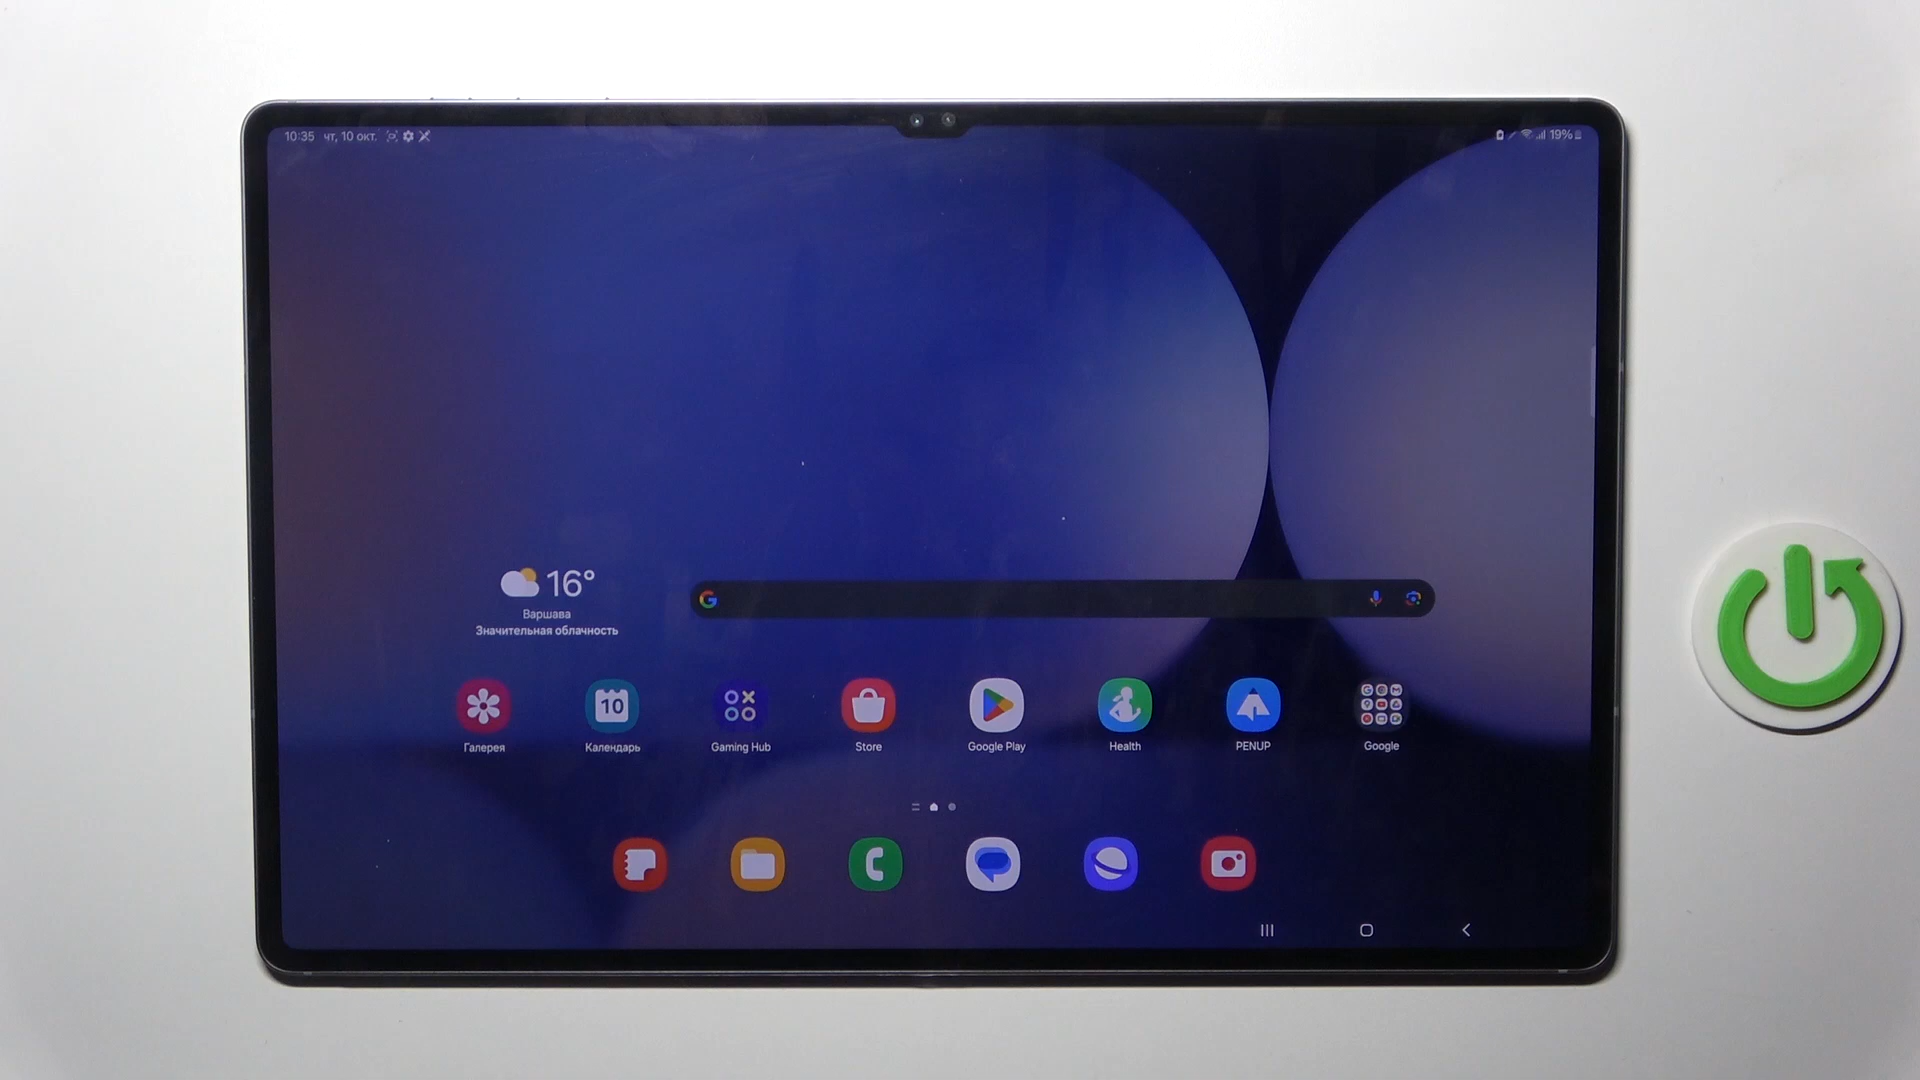 10:35 чт, 10 окт.
19%
16°
Варшава
Значительная облачность
10
Галерея
Календарь
Gaming Hub
Store
Google Play
Health
PENUP
Google